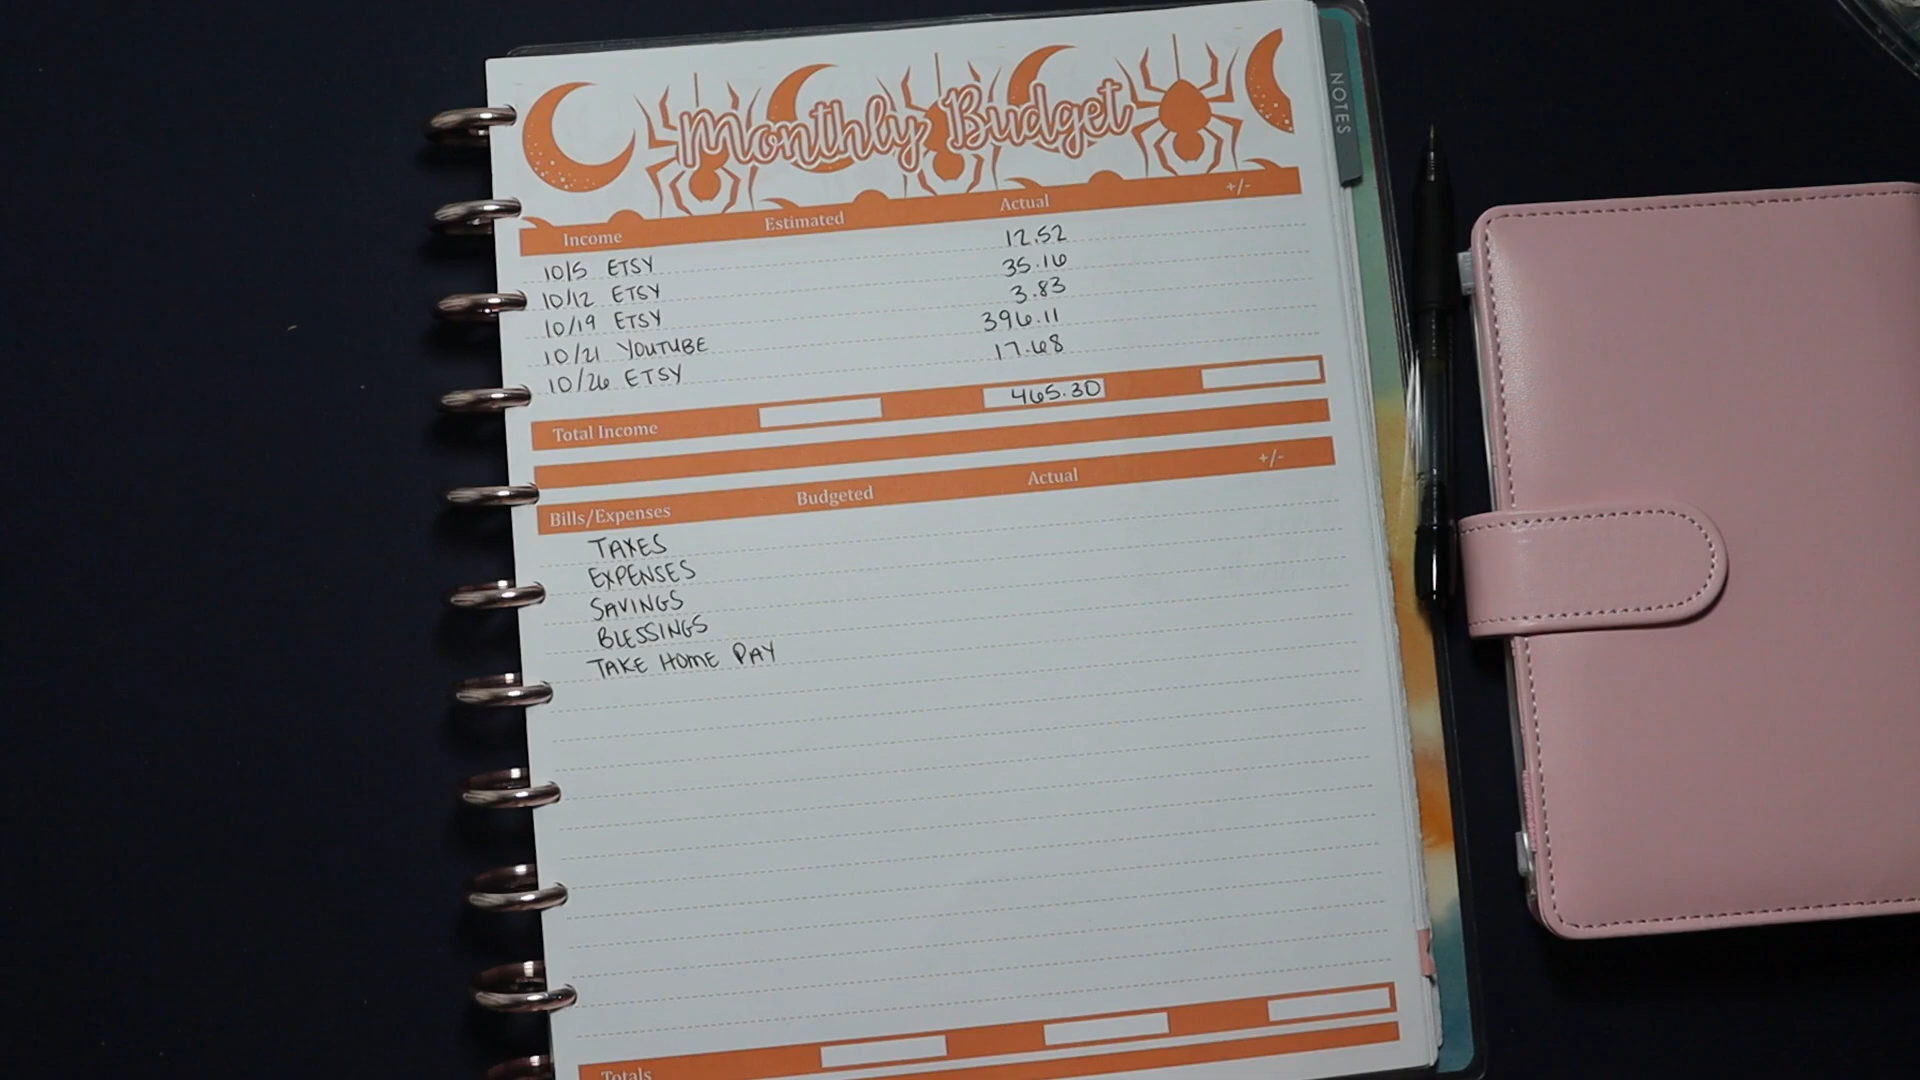 NOTES
Monthly Budget
Income Estimated Actual +/-
10/5 ETSY 12.52
10/12 ETSY 35.16
10/19 ETSY 3.83
10/21 YOUTUBE 396.11
10/26 ETSY 17.68
Total Income 465.30
Bills/Expenses Budgeted Actual +/-
TAXES
EXPENSES
SAVINGS
BLESSINGS
TAKE HOME PAY
Totals